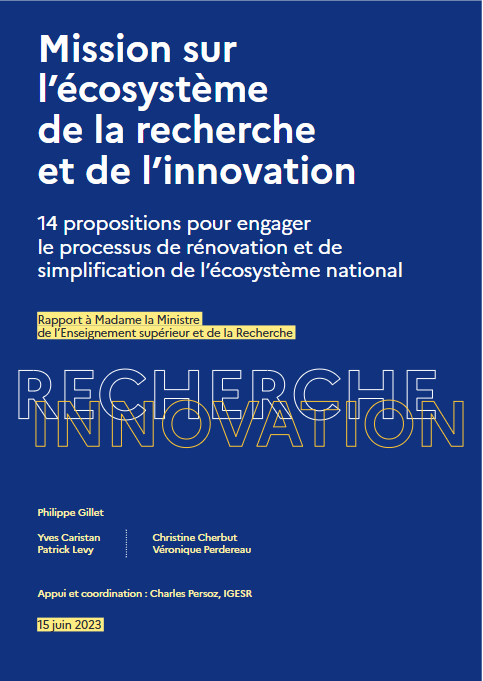 Mission sur
l'écosystème
de la recherche
et de l'innovation
14 propositions pour engager
le processus de rénovation et de
simplification de l'écosystème national
Rapport à Madame la Ministre
de l'Enseignement supérieur et de la Recherche
RECHERCHE
INNOVATION
Philippe Gillet
Yves Caristan
Patrick Levy
Christine Cherbut
Véronique Perdereau
Appui et coordination : Charles Persoz, IGESR
15 juin 2023